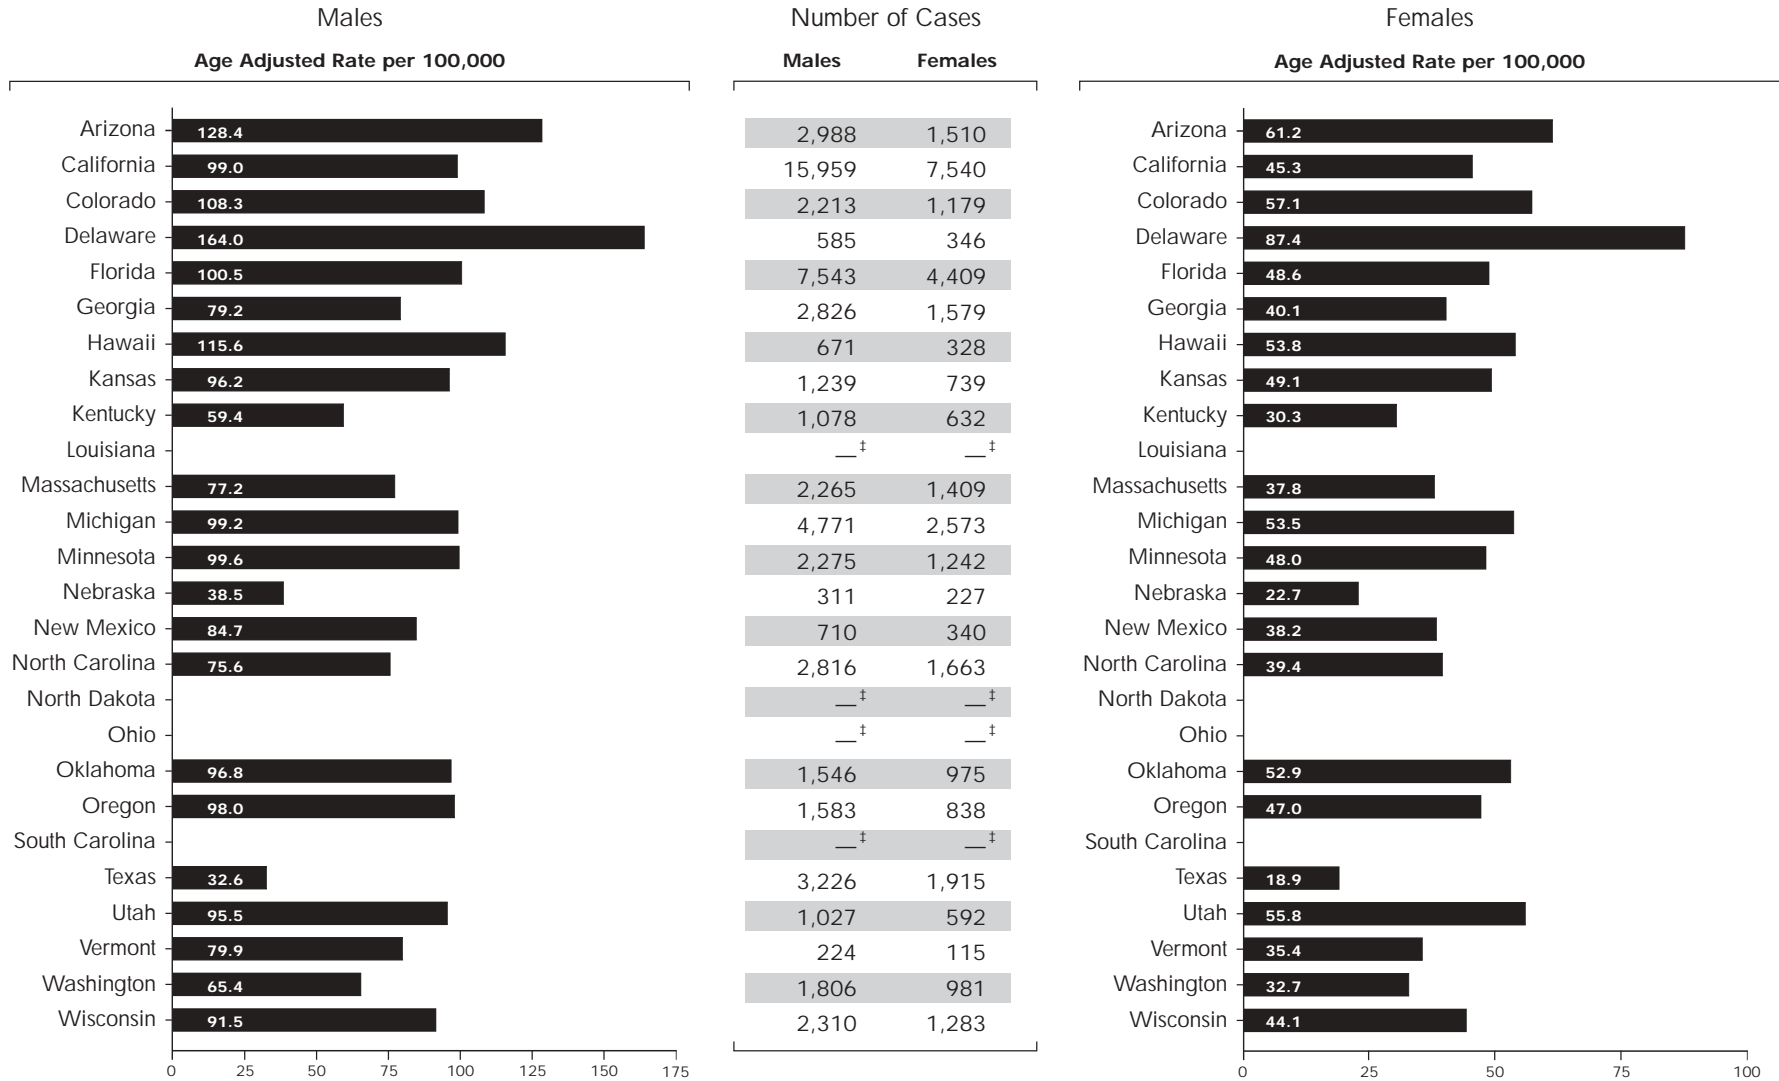 Males Number of Cases Females
Age Adjusted Rate per 100,000 Males Females Age Adjusted Rate per 100,000
Arizona 128.4 2,988 1,510 Arizona 61.2
California 99.0 15,959 7,540 California 45.3
Colorado 108.3 2,213 1,179 Colorado 57.1
Delaware 164.0 585 346 Delaware 87.4
Florida 100.5 7,543 4,409 Florida 48.6
Georgia 79.2 2,826 1,579 Georgia 40.1
Hawaii 115.6 671 328 Hawaii 53.8
Kansas 96.2 1,239 739 Kansas 49.1
Kentucky 59.4 1,078 632 Kentucky 30.3
Louisiana —‡ —‡ Louisiana
Massachusetts 77.2 2,265 1,409 Massachusetts 37.8
Michigan 99.2 4,771 2,573 Michigan 53.5
Minnesota 99.6 2,275 1,242 Minnesota 48.0
Nebraska 38.5 311 227 Nebraska 22.7
New Mexico 84.7 710 340 New Mexico 38.2
North Carolina 75.6 2,816 1,663 North Carolina 39.4
North Dakota —‡ —‡ North Dakota
Ohio —‡ —‡ Ohio
Oklahoma 96.8 1,546 975 Oklahoma 52.9
Oregon 98.0 1,583 838 Oregon 47.0
South Carolina —‡ —‡ South Carolina
Texas 32.6 3,226 1,915 Texas 18.9
Utah 95.5 1,027 592 Utah 55.8
Vermont 79.9 224 115 Vermont 35.4
Washington 65.4 1,806 981 Washington 32.7
Wisconsin 91.5 2,310 1,283 Wisconsin 44.1
0 25 50 75 100 125 150 175 0 25 50 75 100